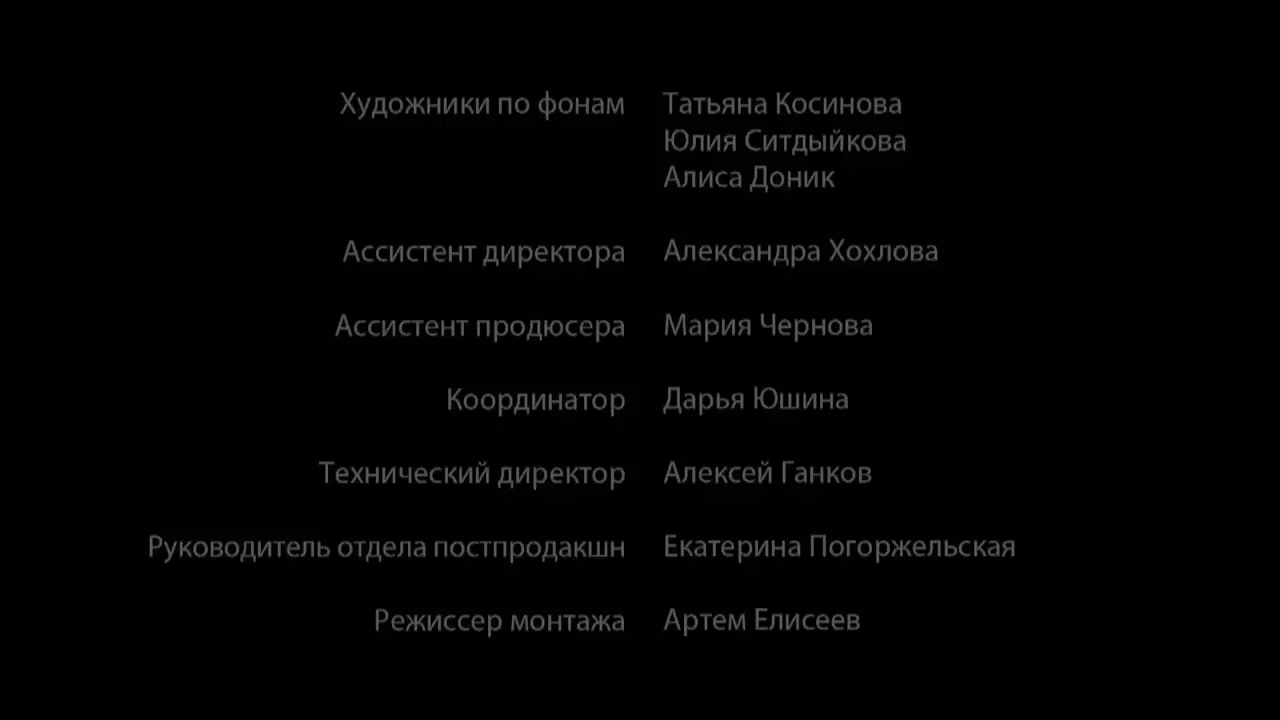 Художники по фонам Татьяна Косинова
Юлия Ситдыйкова
Алиса Доник
Ассистент директора Александра Хохлова
Ассистент продюсера Мария Чернова
Координатор Дарья Юшина
Технический директор Алексей Ганков
Руководитель отдела постпродакшн Екатерина Погоржельская
Режиссер монтажа Артем Елисеев